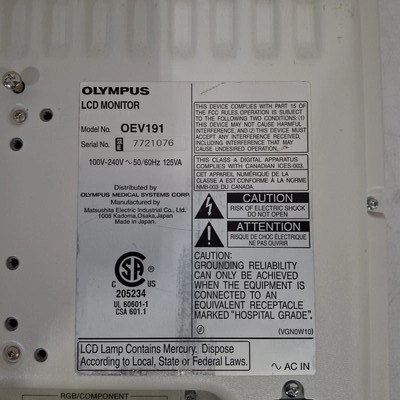 OLYMPUS
LCD MONITOR
Model No. OEV191
Serial No. 7721076
100V-240V ~ 50/60Hz 125VA
Distributed by
OLYMPUS MEDICAL SYSTEMS CORP.
Manufactured by
Matsushita Electric Industrial Co., Ltd.
1006 Kadoma, Osaka, Japan
Made in Japan.
C US
205234
UL 60601-1
CSA 601.1
THIS DEVICE COMPLIES WITH PART 15 OF
THE FCC RULES. OPERATION IS SUBJECT
TO THE FOLLOWING TWO CONDITIONS: (1)
THIS DEVICE MAY NOT CAUSE HARMFUL
INTERFERENCE, AND (2) THIS DEVICE MUST
ACCEPT ANY INTERFERENCE RECEIVED,
INCLUDING INTERFERENCE THAT MAY
CAUSE UNDESIRED OPERATION.
THIS CLASS A DIGITAL APPARATUS
COMPLIES WITH CANADIAN ICES-003.
CET APPAREIL NUMERIQUE DE LA
CLASSE A EST CONFORME À LA NORME
NMB-003 DU CANADA.
CAUTION
RISK OF ELECTRIC SHOCK
DO NOT OPEN
ATTENTION
RISQUE DE CHOC ÉLECTRIQUE
NE PAS OUVRIR
CAUTION:
GROUNDING RELIABILITY
CAN ONLY BE ACHIEVED
WHEN THE EQUIPMENT IS
CONNECTED TO AN
EQUIVALENT RECEPTACLE
MARKED "HOSPITAL GRADE".
(VGN0W10)
LCD Lamp Contains Mercury, Dispose
According to Local, State or Federal Laws.
~ AC IN
RGB/COMPONENT